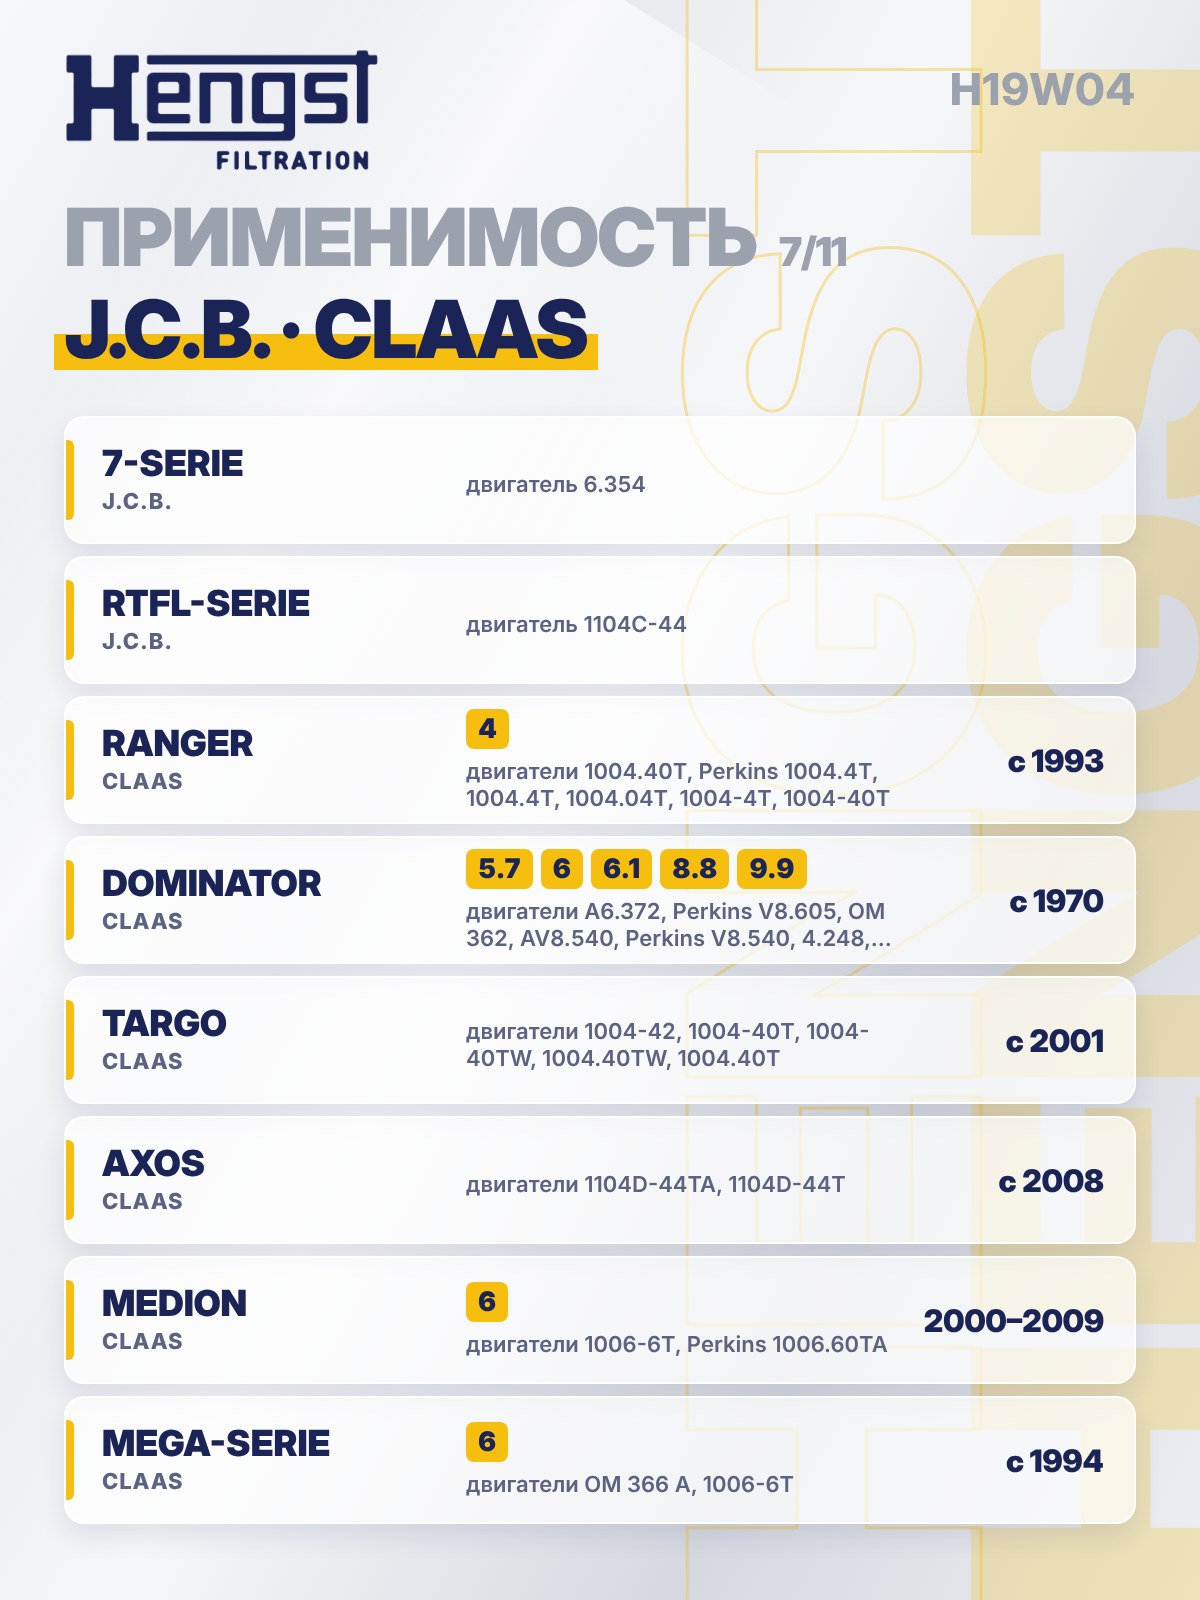 Hengst
FILTRATION
H19W04
ПРИМЕНИМОСТЬ 7/11
J.C.B. · CLAAS
7-SERIE
J.C.B.
двигатель 6.354
RTFL-SERIE
J.C.B.
двигатель 1104C-44
RANGER
CLAAS
4
двигатели 1004.40T, Perkins 1004.4T,
1004.4T, 1004.04T, 1004-4T, 1004-40T
с 1993
DOMINATOR
CLAAS
5.7 6 6.1 8.8 9.9
двигатели A6.372, Perkins V8.605, OM
362, AV8.540, Perkins V8.540, 4.248,...
с 1970
TARGO
CLAAS
двигатели 1004-42, 1004-40T, 1004-
40TW, 1004.40TW, 1004.40T
с 2001
AXOS
CLAAS
двигатели 1104D-44TA, 1104D-44T
с 2008
MEDION
CLAAS
6
двигатели 1006-6T, Perkins 1006.60TA
2000–2009
MEGA-SERIE
CLAAS
6
двигатели OM 366 A, 1006-6T
с 1994
HENGST
HENGST